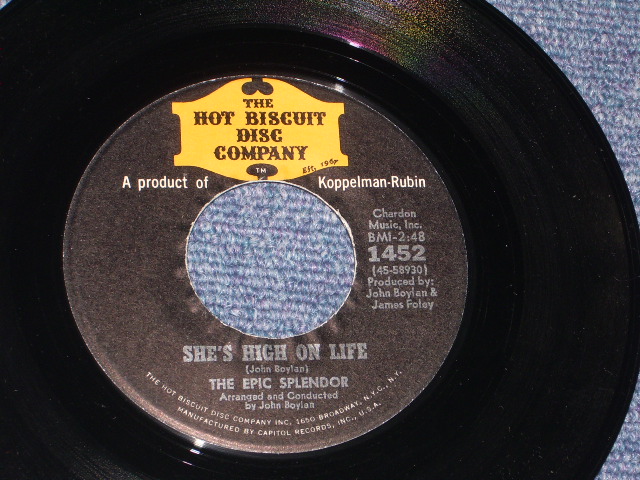 THE
HOT BISCUIT
DISC
COMPANY
Est. 1967
TM
A product of Koppelman-Rubin
Chardon
Music, Inc.
BMI-2:48
1452
(45-58930)
Produced by:
John Boylan &
James Foley
SHE'S HIGH ON LIFE
(John Boylan)
THE EPIC SPLENDOR
Arranged and Conducted
by John Boylan
THE HOT BISCUIT DISC COMPANY INC. 1650 BROADWAY, N.Y.C., N.Y.
MANUFACTURED BY CAPITOL RECORDS, INC., U.S.A.